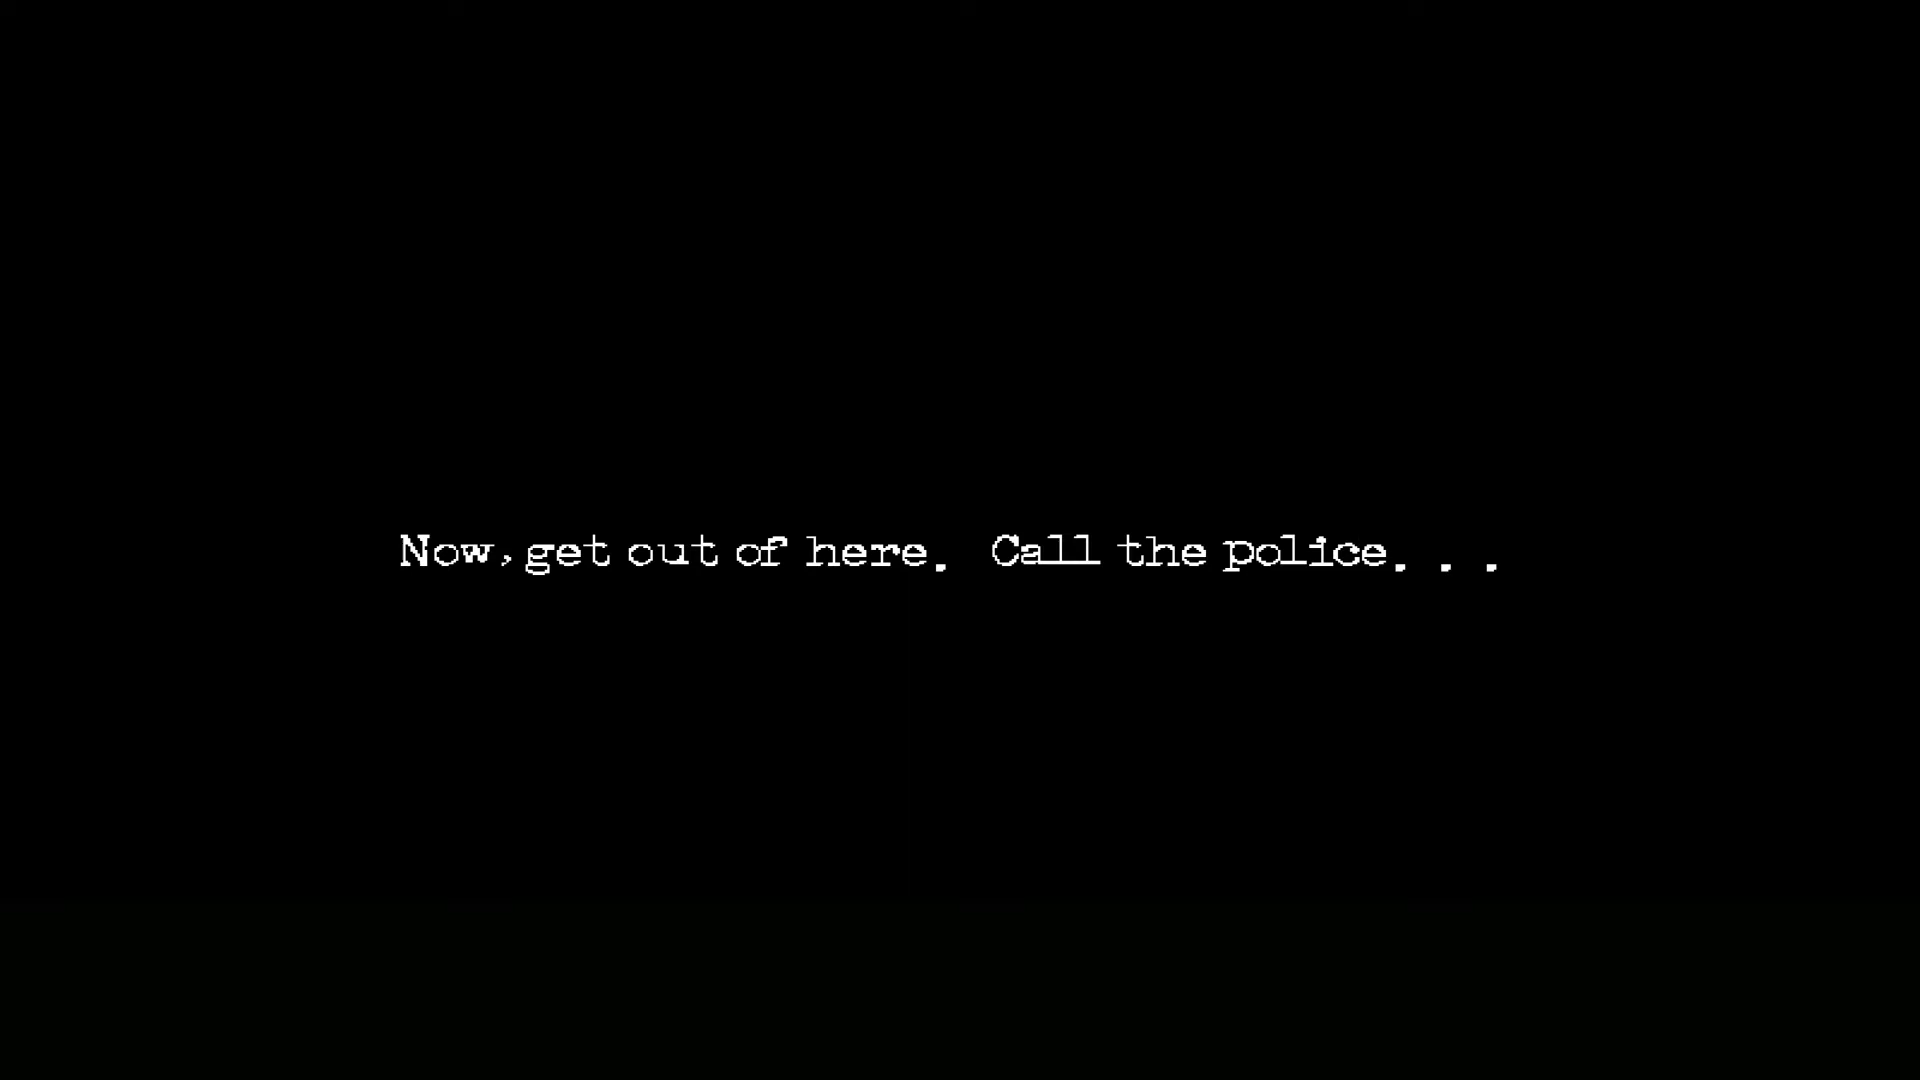 Now, get out of here.  Call the police. . .